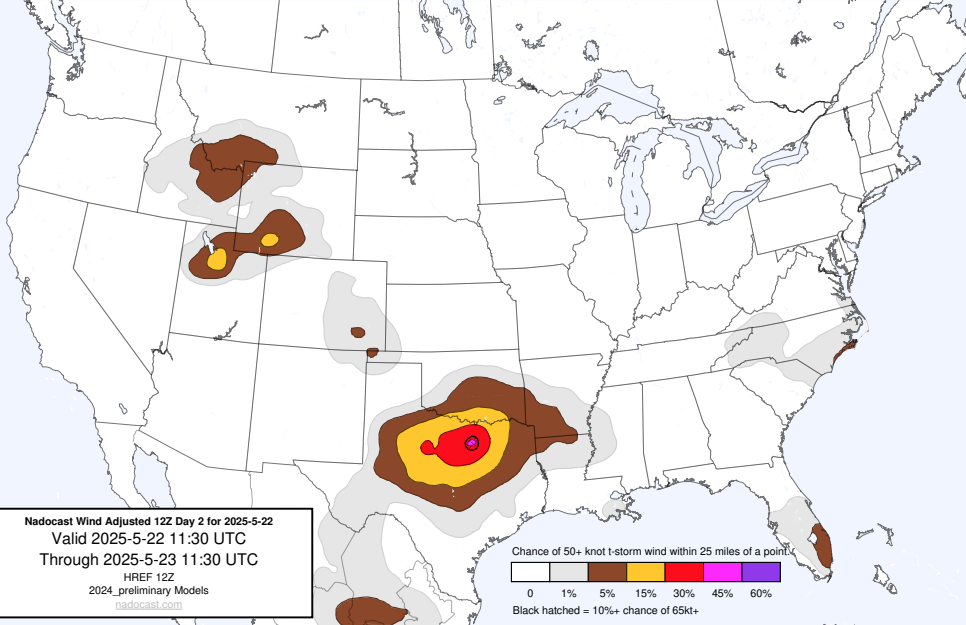 Nadocast Wind Adjusted 12Z Day 2 for 2025-5-22
Valid 2025-5-22 11:30 UTC
Through 2025-5-23 11:30 UTC
HREF 12Z
2024_preliminary Models
nadocast.com
Chance of 50+ knot t-storm wind within 25 miles of a point.
0 1% 5% 15% 30% 45% 60%
Black hatched = 10%+ chance of 65kt+